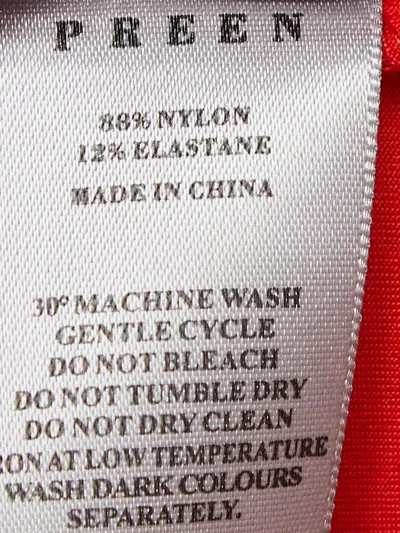 PREEN
88% NYLON
12% ELASTANE
MADE IN CHINA
30° MACHINE WASH
GENTLE CYCLE
DO NOT BLEACH
DO NOT TUMBLE DRY
DO NOT DRY CLEAN
RON AT LOW TEMPERATURE
WASH DARK COLOURS
SEPARATELY.